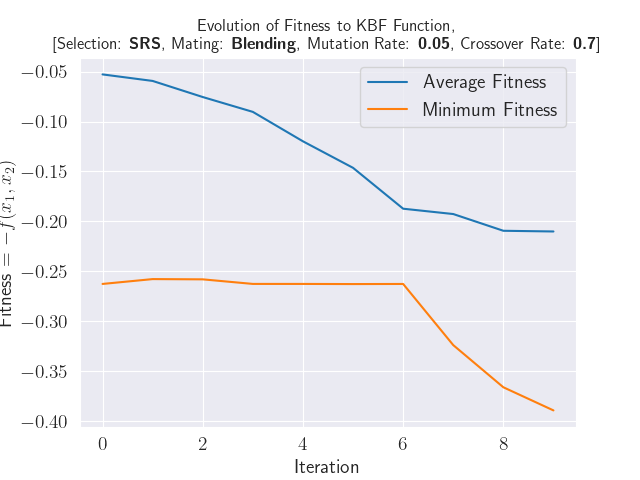 Evolution of Fitness to KBF Function,
[Selection: SRS, Mating: Blending, Mutation Rate: 0.05, Crossover Rate: 0.7]
Average Fitness
Minimum Fitness
−0.05
−0.10
−0.15
−0.20
−0.25
−0.30
−0.35
−0.40
Fitness = −f(x₁, x₂)
0 2 4 6 8
Iteration